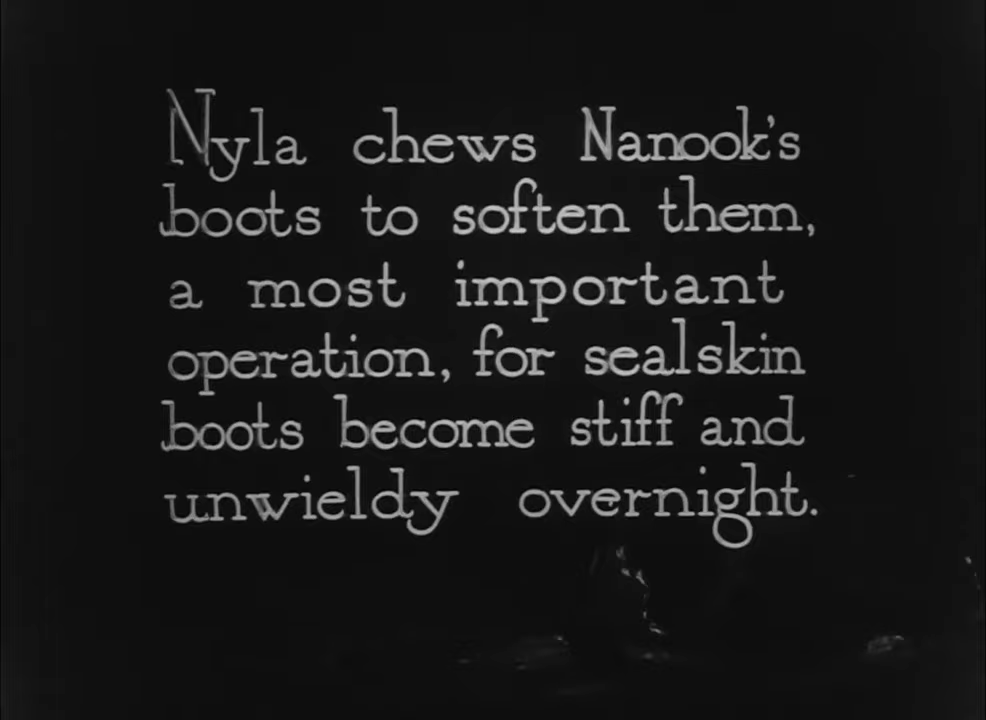 Nyla chews Nanook's
boots to soften them,
a most important
operation, for sealskin
boots become stiff and
unwieldy overnight.